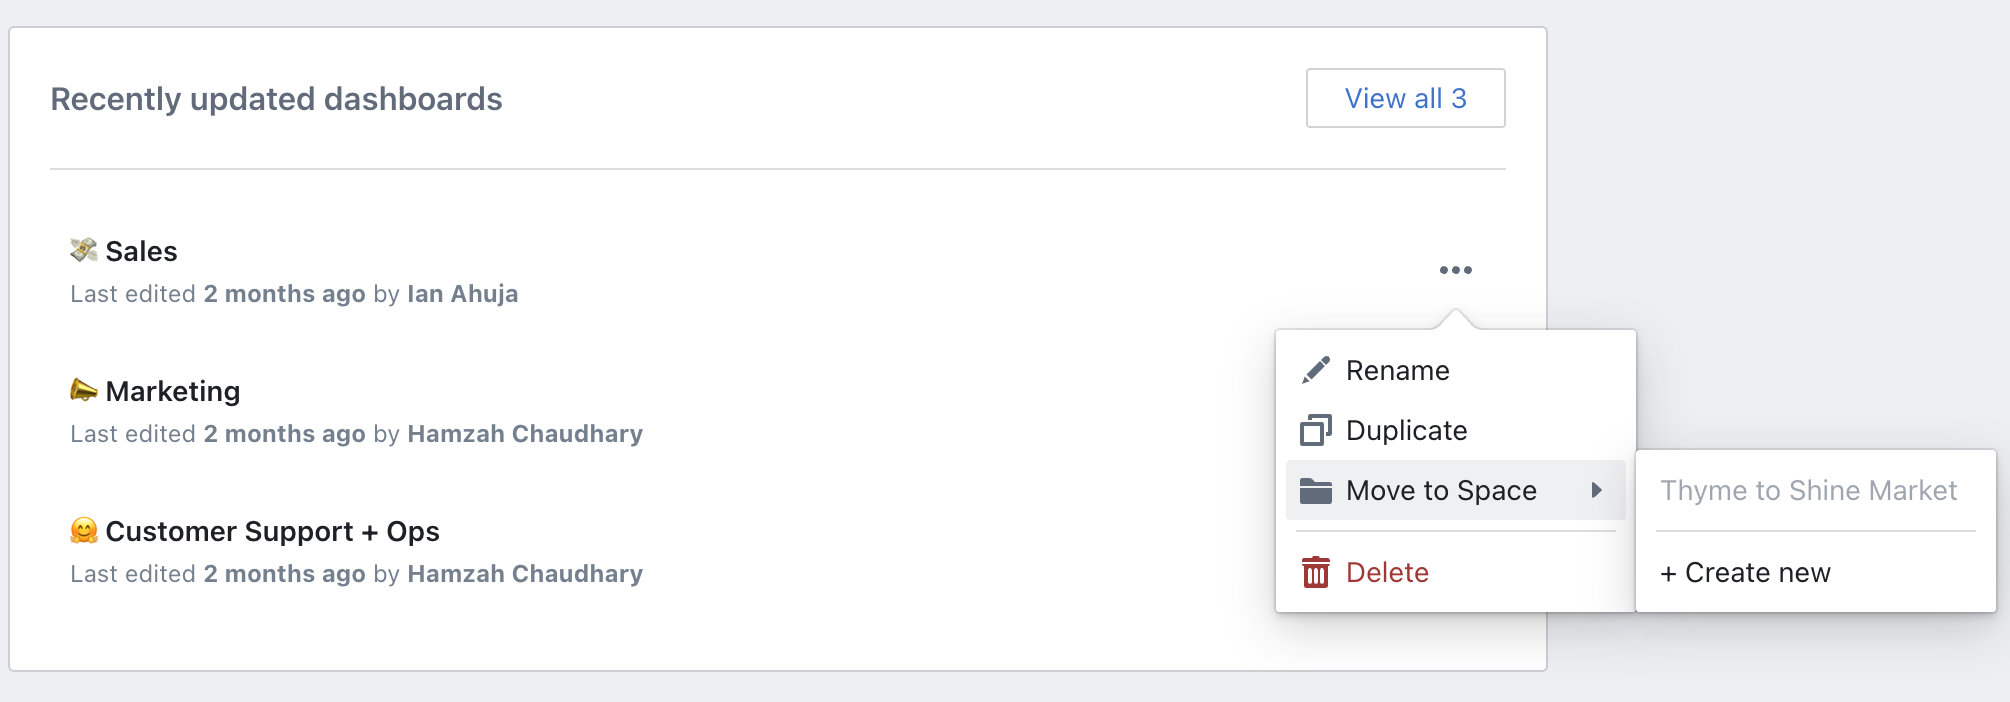 Recently updated dashboards
View all 3
💸 Sales
Last edited 2 months ago by Ian Ahuja
📣 Marketing
Last edited 2 months ago by Hamzah Chaudhary
🤗 Customer Support + Ops
Last edited 2 months ago by Hamzah Chaudhary
Rename
Duplicate
Move to Space
Delete
Thyme to Shine Market
+ Create new